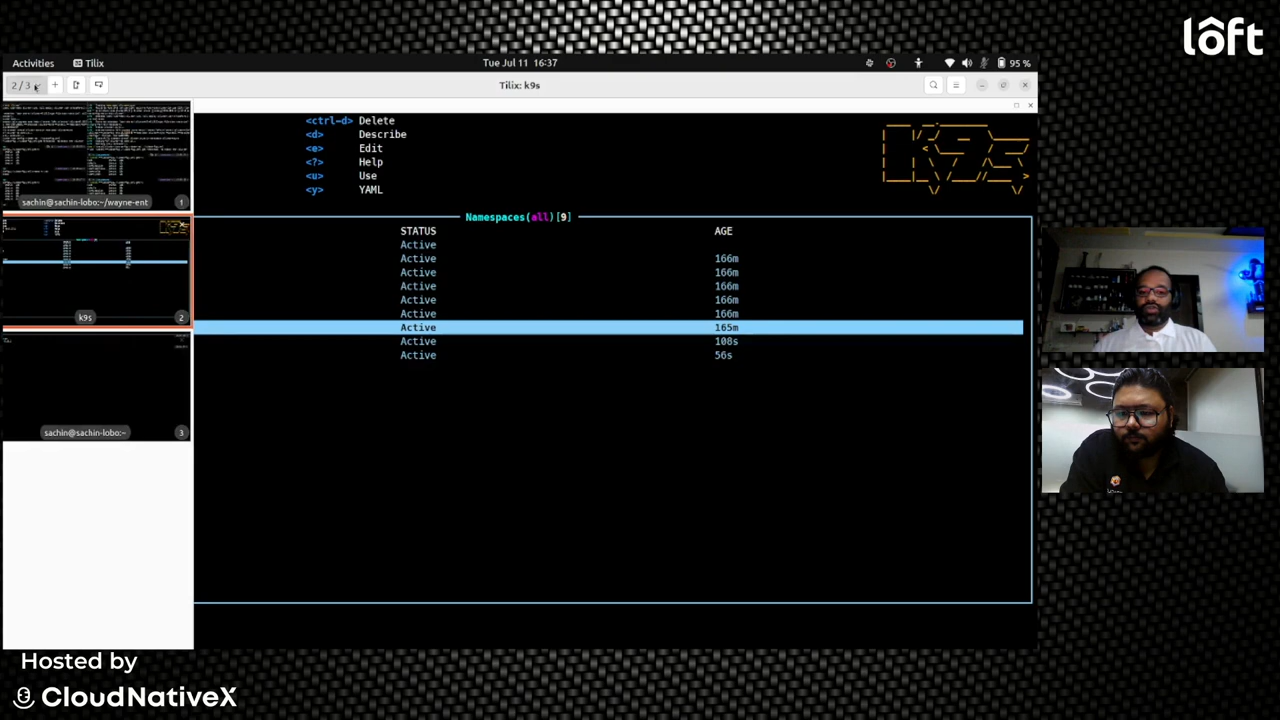 loft
Activities
Tilix
Tue Jul 11 16:37
95 %
2 / 3
Tilix: k9s
<ctrl-d> Delete
<d> Describe
<e> Edit
<?> Help
<u> Use
<y> YAML
sachin@sachin-lobo:~/wayne-ent
1
k9s
2
sachin@sachin-lobo:~
3
Namespaces(all)[9]
STATUS AGE
Active
Active 166m
Active 166m
Active 166m
Active 166m
Active 166m
Active 165m
Active 108s
Active 56s
Hosted by
CloudNativeX